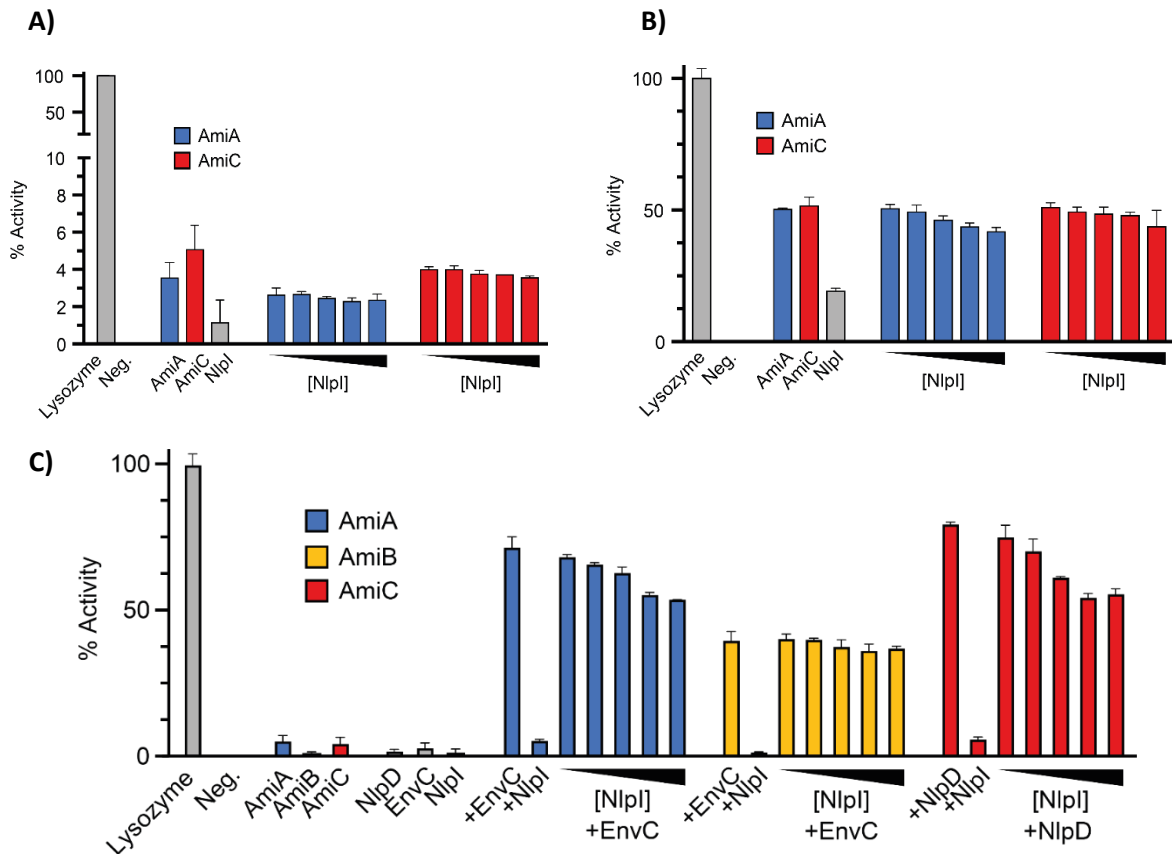 A)
% Activity
100
50
10
8
6
4
2
0
AmiA
AmiC
Lysozyme
Neg.
AmiA
AmiC
NlpI
[NlpI]
[NlpI]
B)
% Activity
100
50
0
AmiA
AmiC
Lysozyme
Neg.
AmiA
AmiC
NlpI
[NlpI]
[NlpI]
C)
% Activity
100
50
0
AmiA
AmiB
AmiC
Lysozyme
Neg.
AmiA
AmiB
AmiC
NlpD
EnvC
NlpI
+EnvC
+NlpI
[NlpI]
+EnvC
+EnvC
+NlpI
[NlpI]
+EnvC
+NlpD
+NlpI
[NlpI]
+NlpD